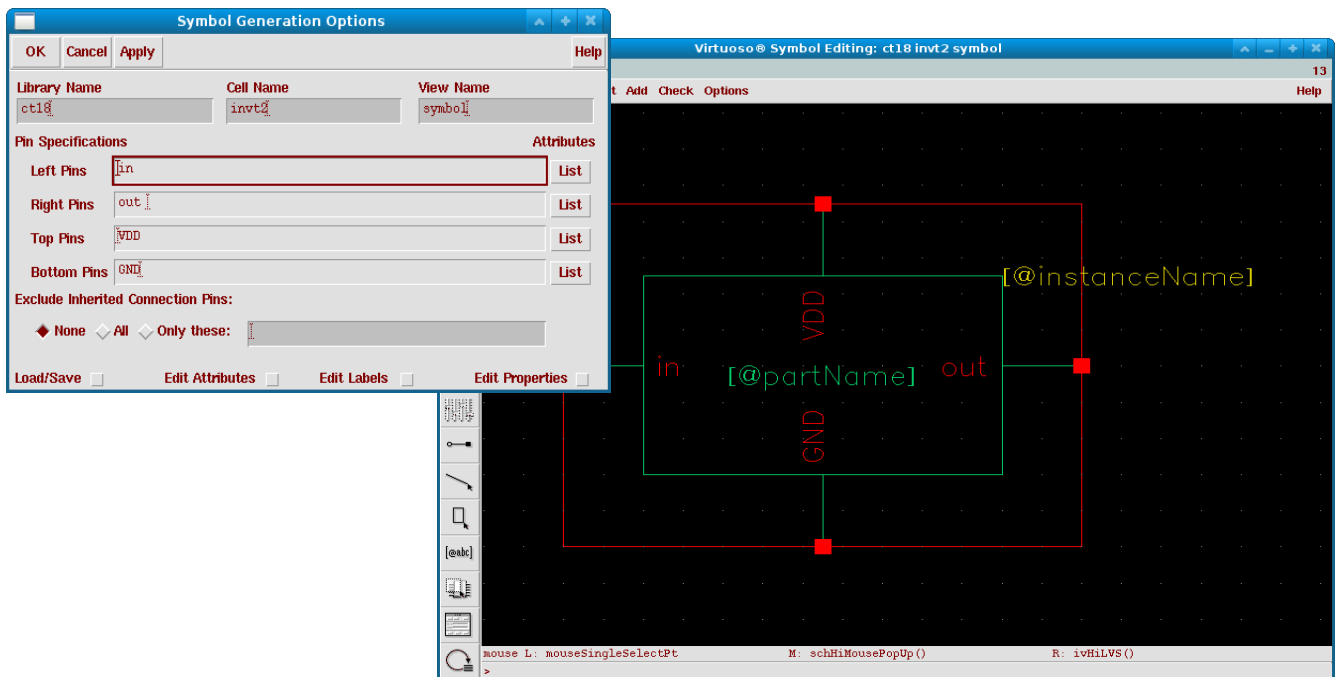 Symbol Generation Options
OK Cancel Apply Help
Library Name Cell Name View Name
ct18 invt2 symbol
Pin Specifications Attributes
Left Pins in List
Right Pins out List
Top Pins VDD List
Bottom Pins GND List
Exclude Inherited Connection Pins:
None All Only these:
Load/Save Edit Attributes Edit Labels Edit Properties
Virtuoso® Symbol Editing: ct18 invt2 symbol
13
t Add Check Options Help
[@instanceName]
VDD
in [@partName] out
GND
[@abc]
mouse L: mouseSingleSelectPt M: schHiMousePopUp() R: ivHiLVS()
>